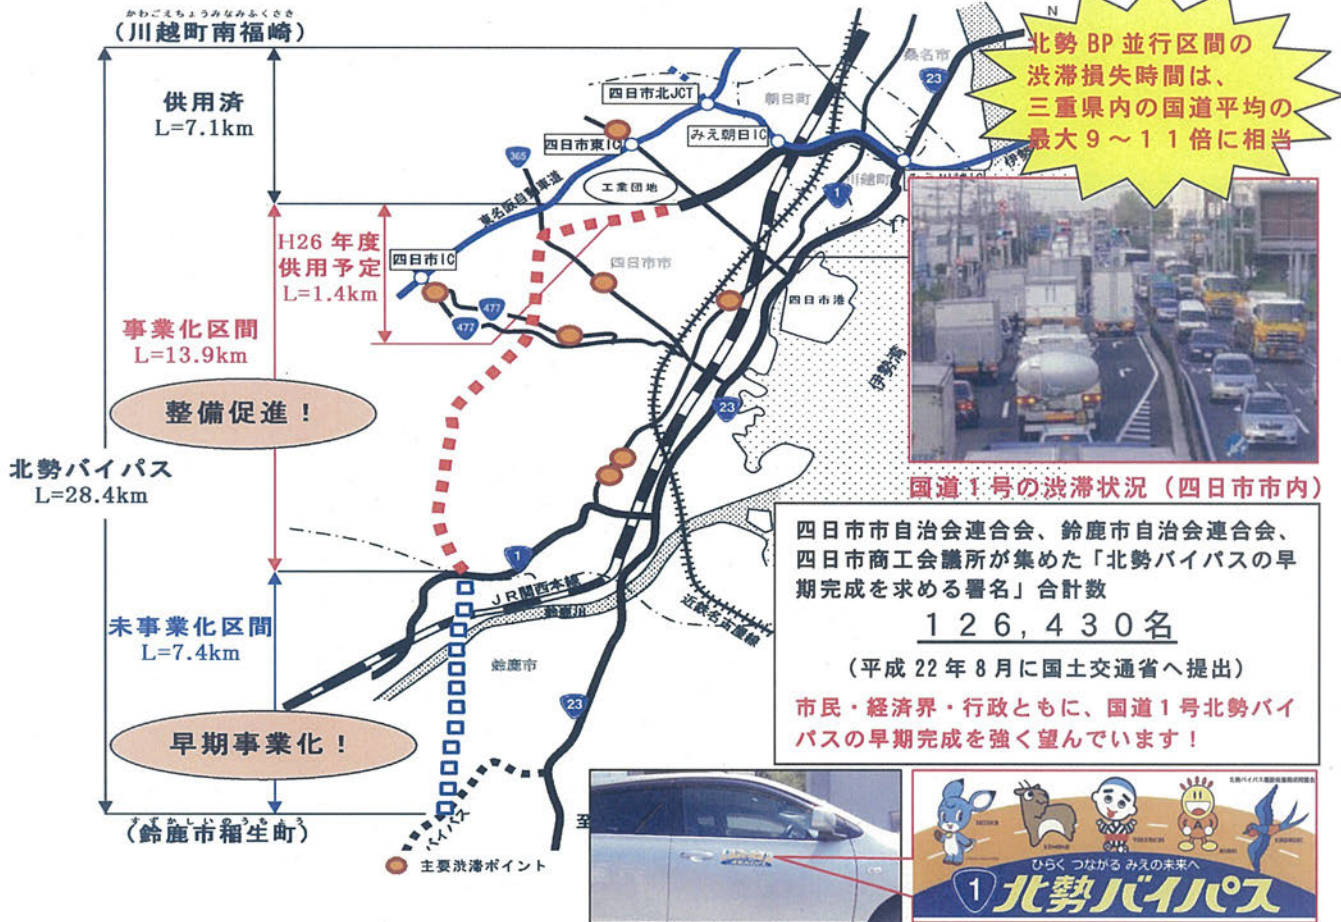 かわごえちょうみなみふくさき
（川越町南福崎）
供用済
L=7.1km
H26年度
供用予定
L=1.4km
事業化区間
L=13.9km
整備促進！
北勢バイパス
L=28.4km
未事業化区間
L=7.4km
早期事業化！
すずかしいのうちょう
（鈴鹿市稲生町）
N
桑名市
23
四日市北JCT
朝日町
みえ朝日IC
四日市東IC
365
工業団地
川越町
1
東名阪自動車道
四日市IC
四日市市
四日市港
477
477
伊勢湾
23
1
JR関西本線
鈴鹿川
近鉄名古屋線
鈴鹿市
23
バイパス
至
主要渋滞ポイント
北勢BP並行区間の
渋滞損失時間は、
三重県内の国道平均の
最大9～11倍に相当
国道1号の渋滞状況（四日市市内）
四日市市自治会連合会、鈴鹿市自治会連合会、
四日市商工会議所が集めた「北勢バイパスの早
期完成を求める署名」合計数
126,430名
（平成22年8月に国土交通省へ提出）
市民・経済界・行政ともに、国道1号北勢バイ
パスの早期完成を強く望んでいます！
ひらく つながる みえの未来へ
1 北勢バイパス